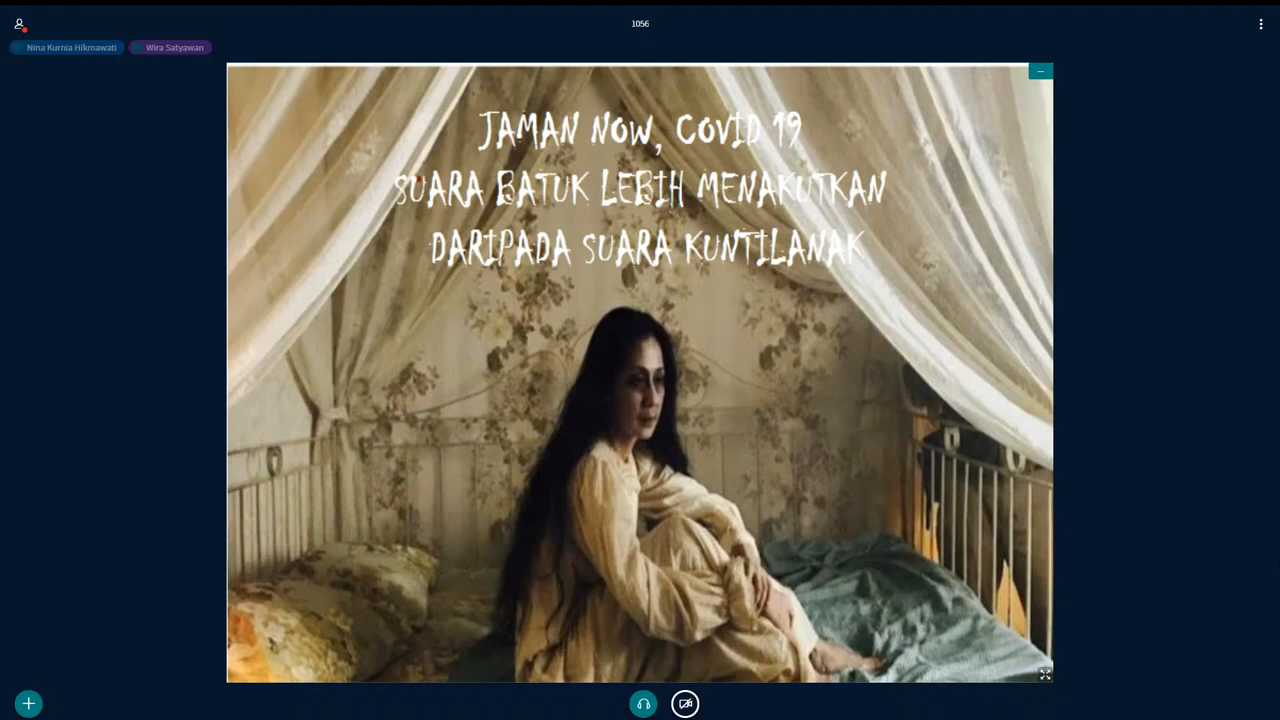 1056
Nina Kurnia Hikmawati
Wira Satyawan
JAMAN NOW, COVID 19
SUARA BATUK LEBIH MENAKUTKAN
DARIPADA SUARA KUNTILANAK